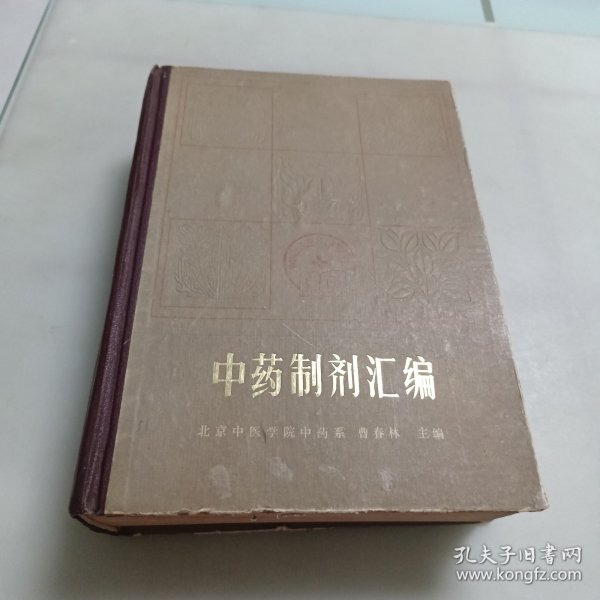 中药制剂汇编
北京中医学院中药系 曹春林 主编
孔夫子旧书网
www.kongfz.com